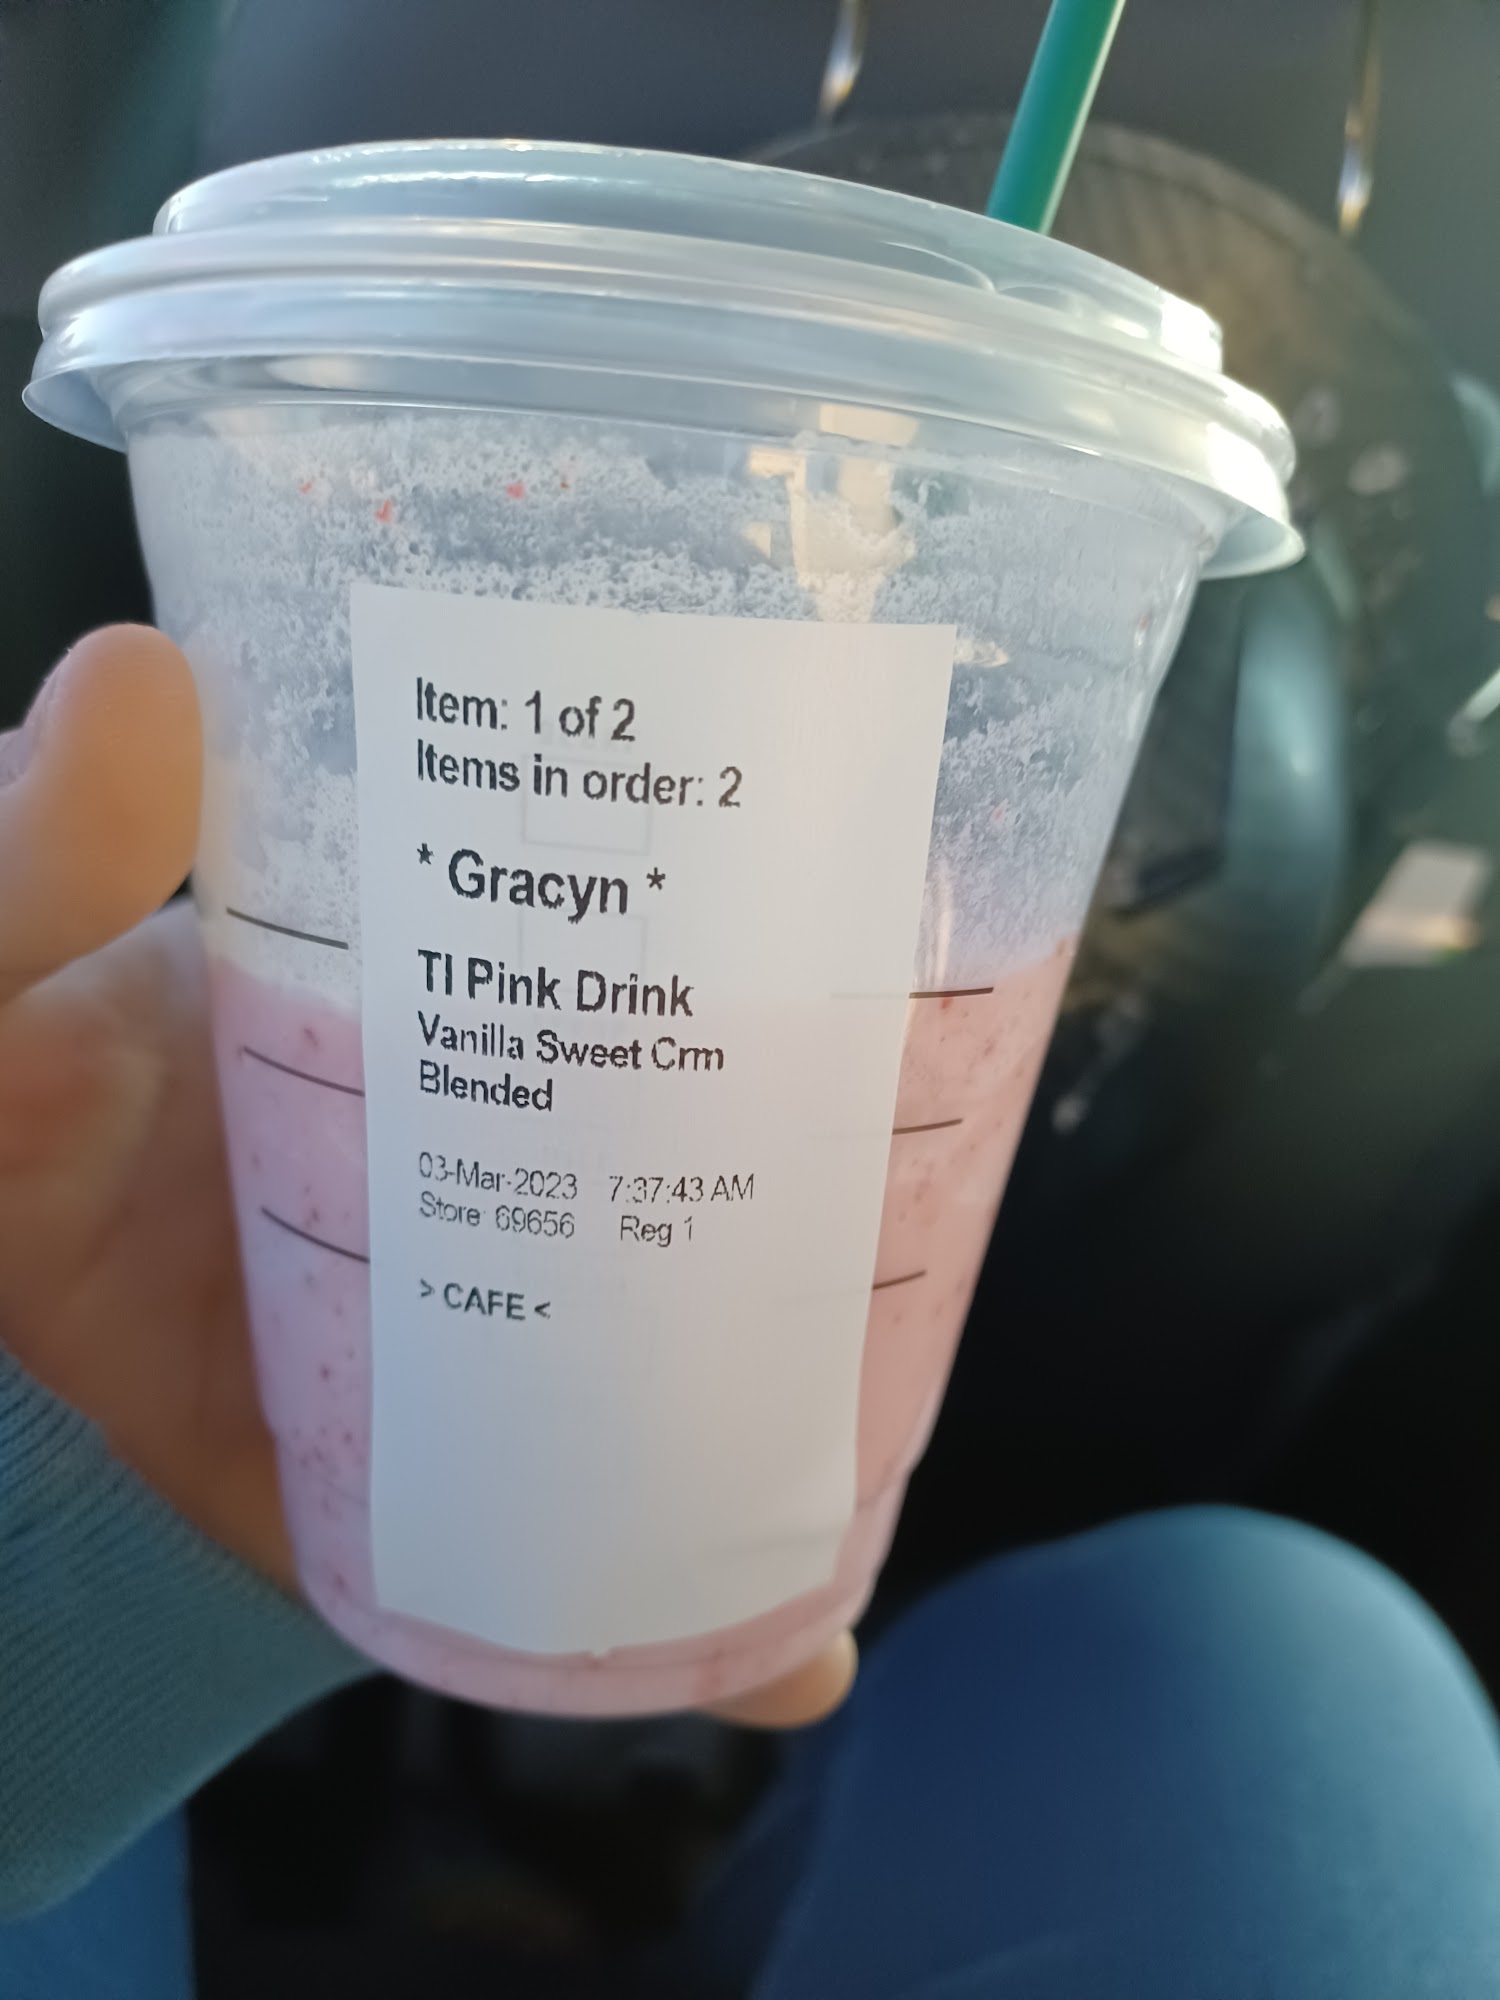 Item: 1 of 2
Items in order: 2
* Gracyn *
Tl Pink Drink
Vanilla Sweet Crm
Blended
03-Mar-2023 7:37:43 AM
Store: 69656 Reg 1
> CAFE <